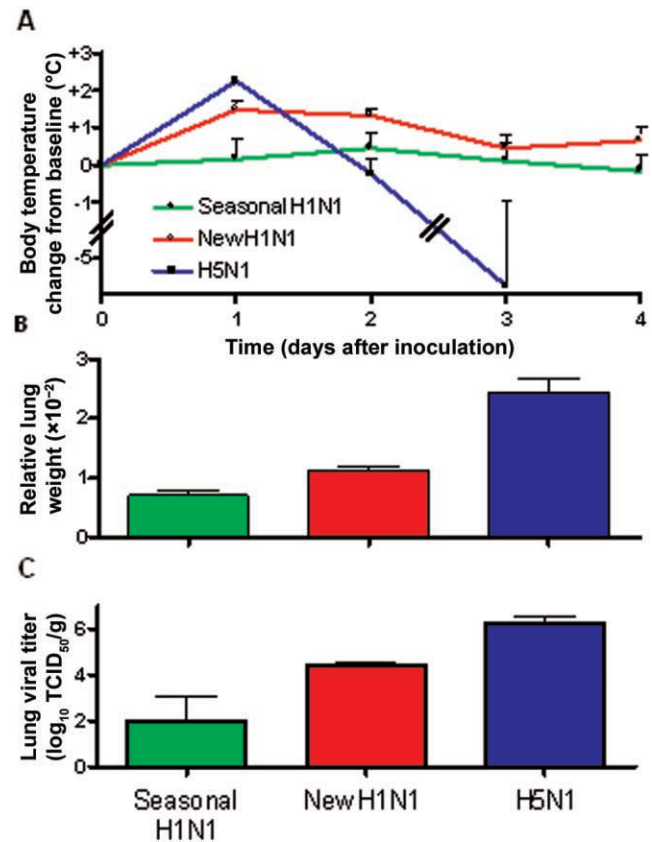 A
Body temperature
change from baseline (°C)
+3
+2
+1
0
-1
-5
Seasonal H1N1
New H1N1
H5N1
0 1 2 3 4
Time (days after inoculation)
B
Relative lung
weight (×10⁻²)
3
2
1
0
C
Lung viral titer
(log₁₀ TCID₅₀/g)
6
4
2
0
Seasonal
H1N1
New H1N1
H5N1